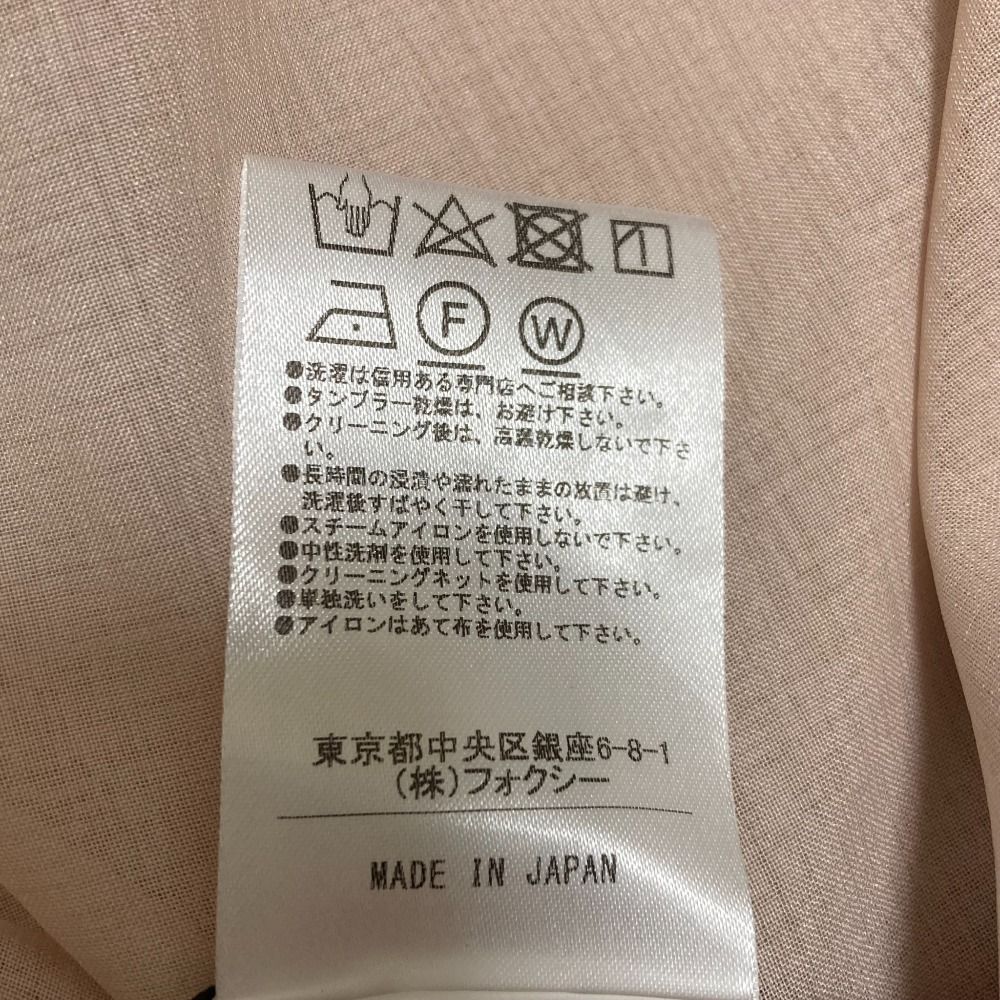 F W
●洗濯は信用ある専門店へご相談下さい。
●タンブラー乾燥は、お避け下さい。
●クリーニング後は、高温乾燥しないで下さ
い。
●長時間の浸漬や濡れたままの放置は避け、
洗濯後すばやく干して下さい。
●スチームアイロンを使用しないで下さい。
●中性洗剤を使用して下さい。
●クリーニングネットを使用して下さい。
●単独洗いをして下さい。
●アイロンはあて布を使用して下さい。
東京都中央区銀座6-8-1
(株)フォクシー
MADE IN JAPAN